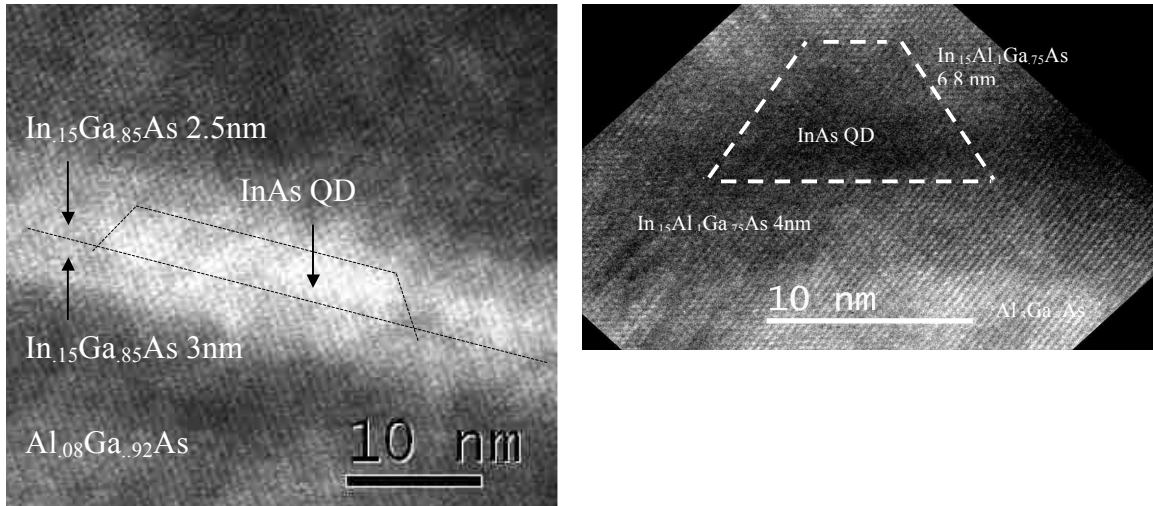 In.15Ga.85As 2.5nm
InAs QD
In.15Ga.85As 3nm
Al.08Ga..92As
10 nm
In.15Al.1Ga.75As
6.8 nm
InAs QD
In.15Al.1Ga.75As 4nm
10 nm